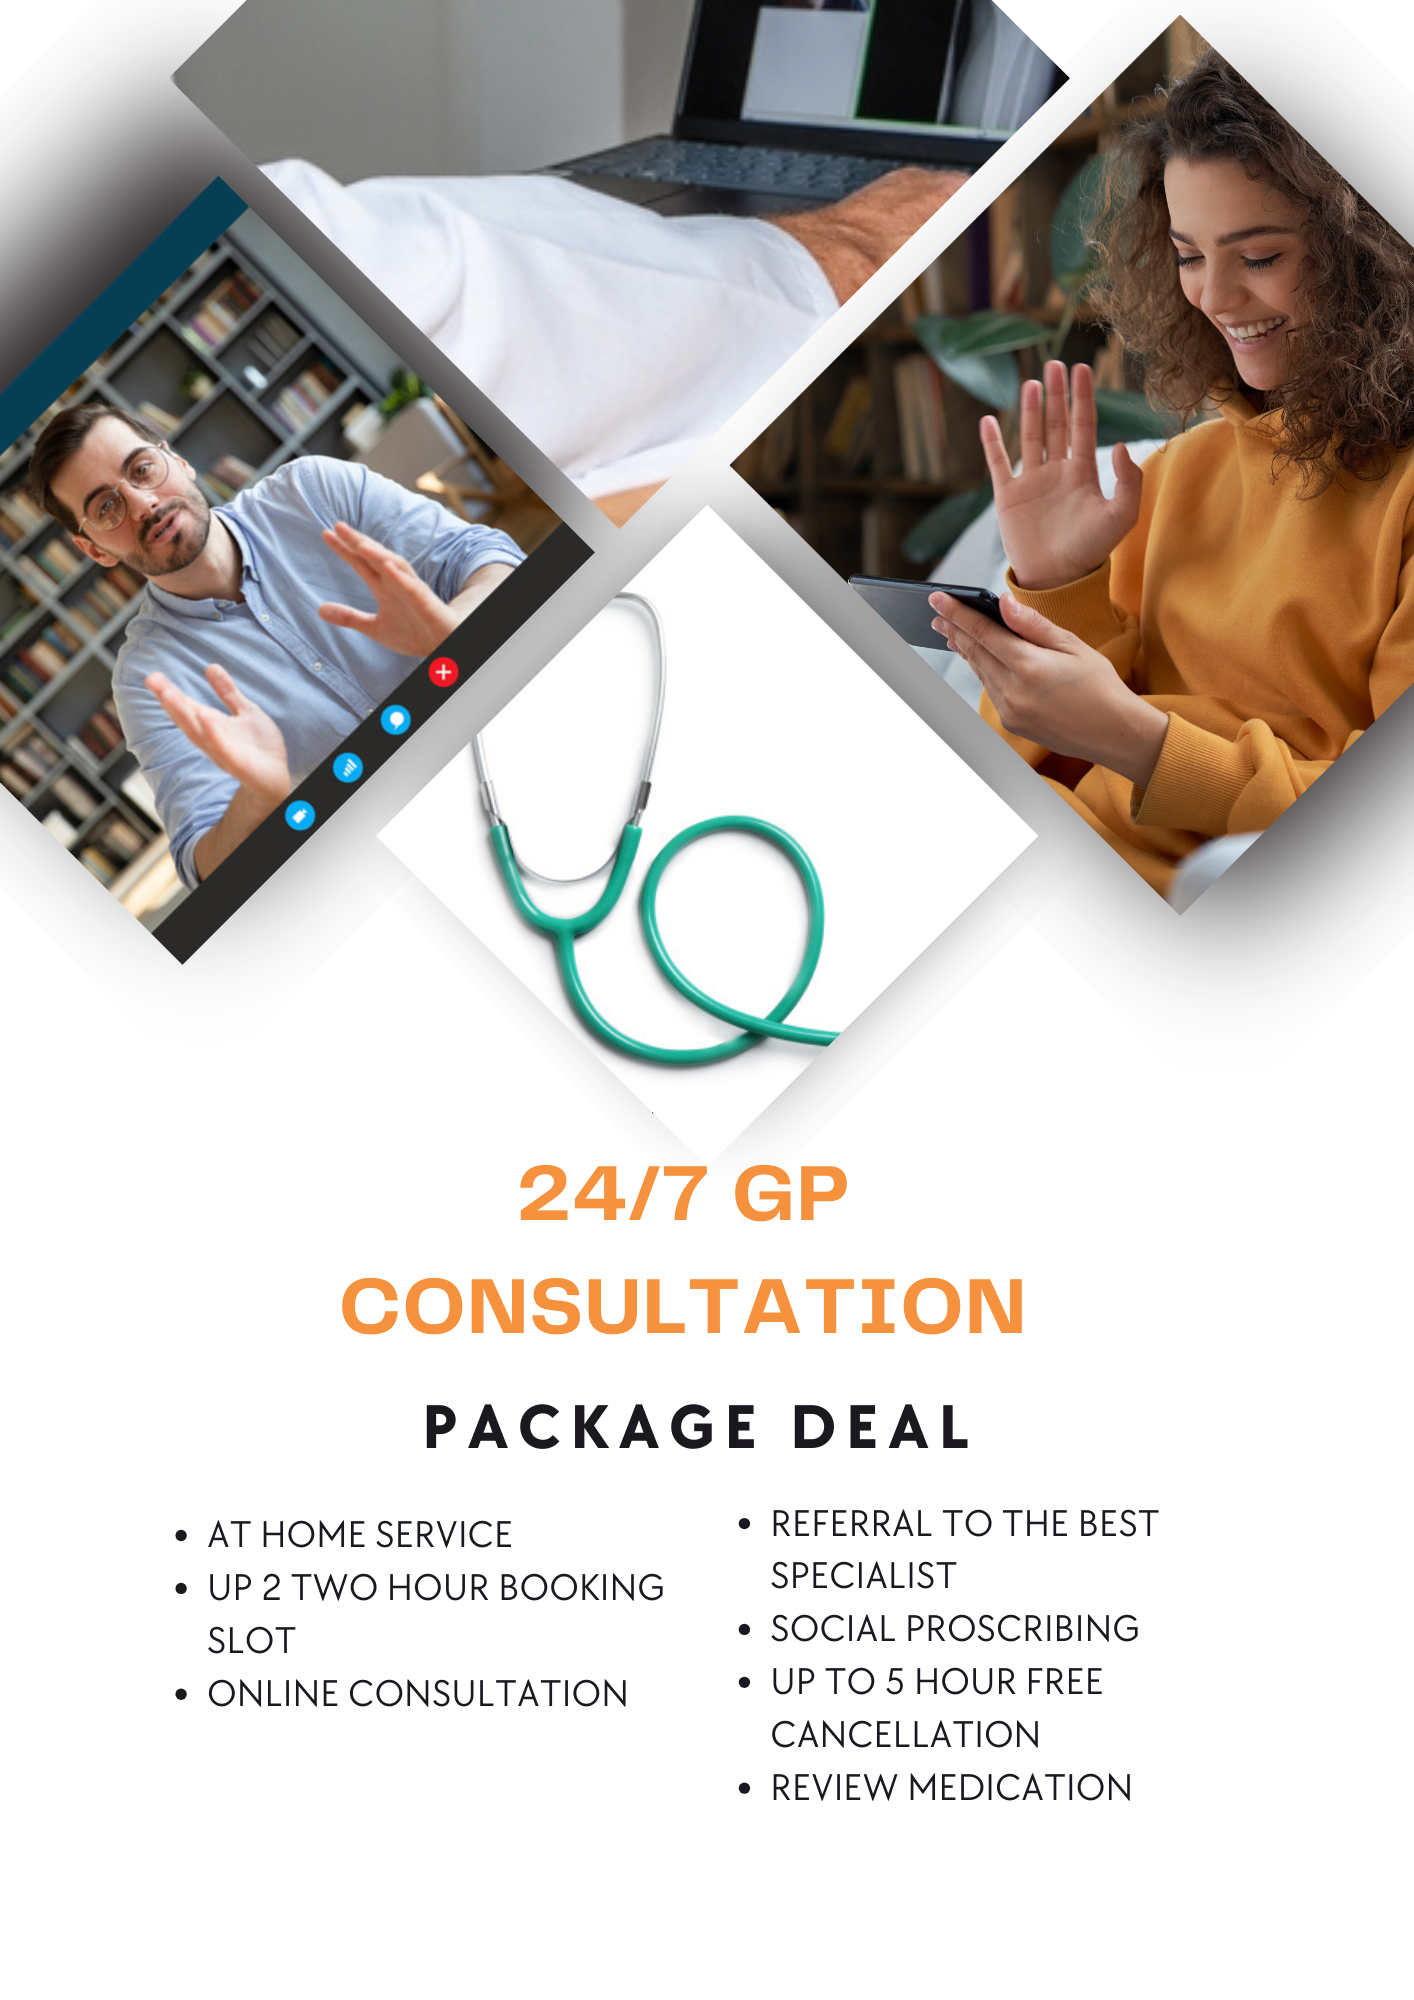 24/7 GP
CONSULTATION
PACKAGE DEAL
• AT HOME SERVICE
• UP 2 TWO HOUR BOOKING
SLOT
• ONLINE CONSULTATION
• REFERRAL TO THE BEST
SPECIALIST
• SOCIAL PROSCRIBING
• UP TO 5 HOUR FREE
CANCELLATION
• REVIEW MEDICATION